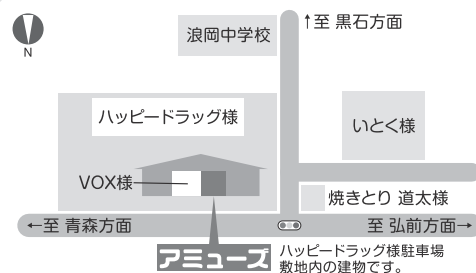 N
浪岡中学校
↑至 黒石方面
ハッピードラッグ様
いとく様
VOX様
焼きとり 道太様
←至 青森方面
至 弘前方面→
アミューズ
ハッピードラッグ様駐車場
敷地内の建物です。